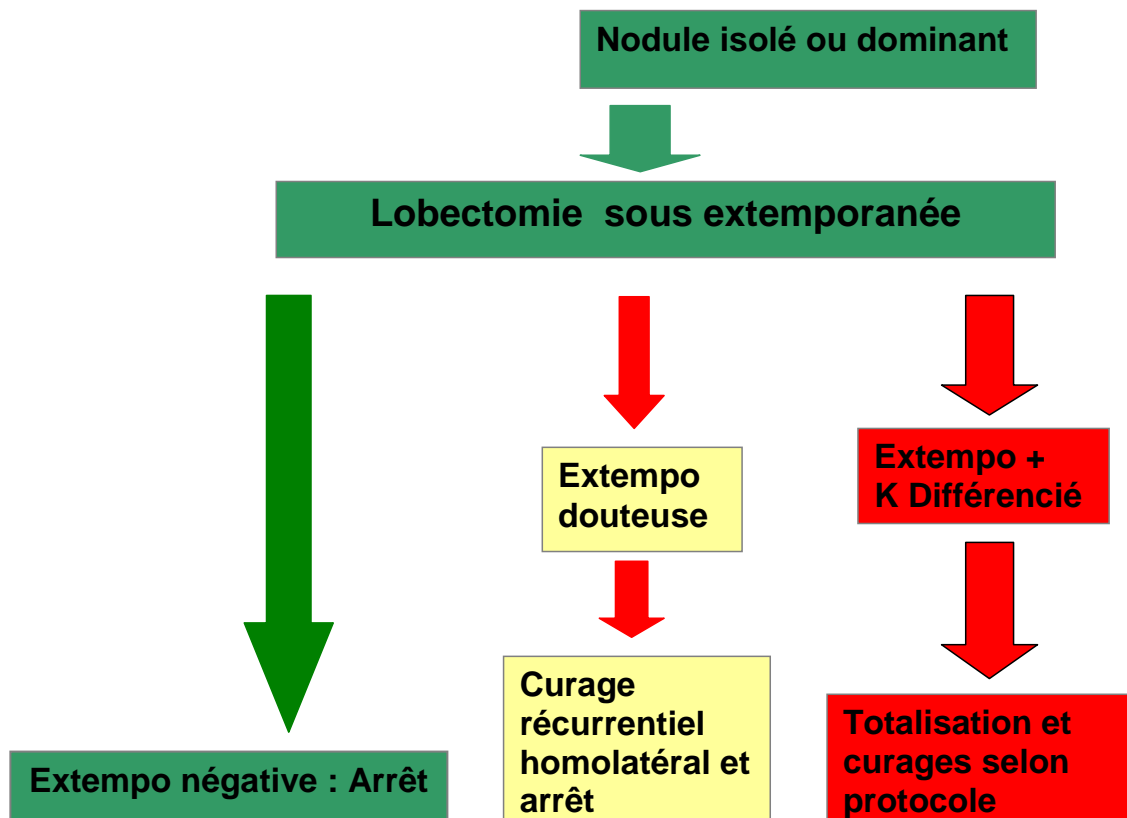 Nodule isolé ou dominant
Lobectomie sous extemporanée
Extempo
douteuse
Extempo +
K Différencié
Curage
récurrentiel
homolatéral et
arrêt
Totalisation et
curages selon
protocole
Extempo négative : Arrêt